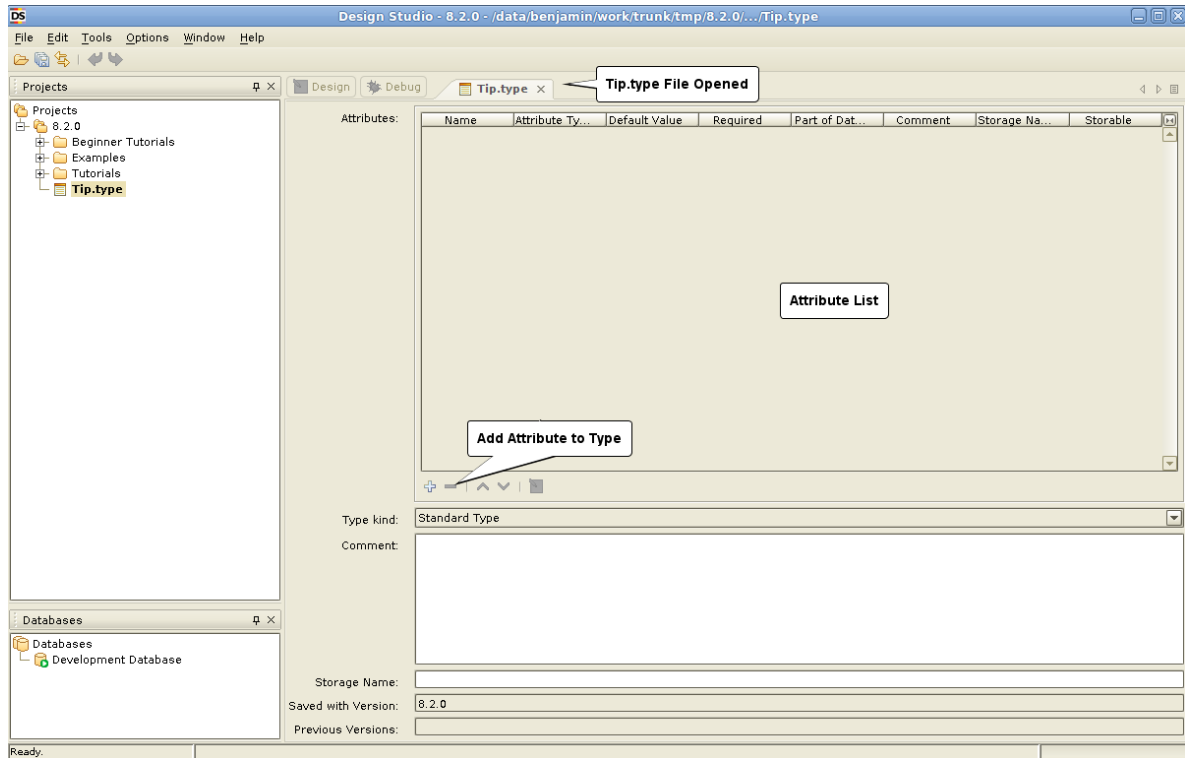 DS Design Studio - 8.2.0 - /data/benjamin/work/trunk/tmp/8.2.0/.../Tip.type
File Edit Tools Options Window Help
Projects
Design Debug Tip.type
Tip.type File Opened
Projects
8.2.0
Beginner Tutorials
Examples
Tutorials
Tip.type
Attributes:
Name Attribute Ty... Default Value Required Part of Dat... Comment Storage Na... Storable
Attribute List
Add Attribute to Type
Type kind: Standard Type
Comment:
Databases
Databases
Development Database
Storage Name:
Saved with Version: 8.2.0
Previous Versions:
Ready.